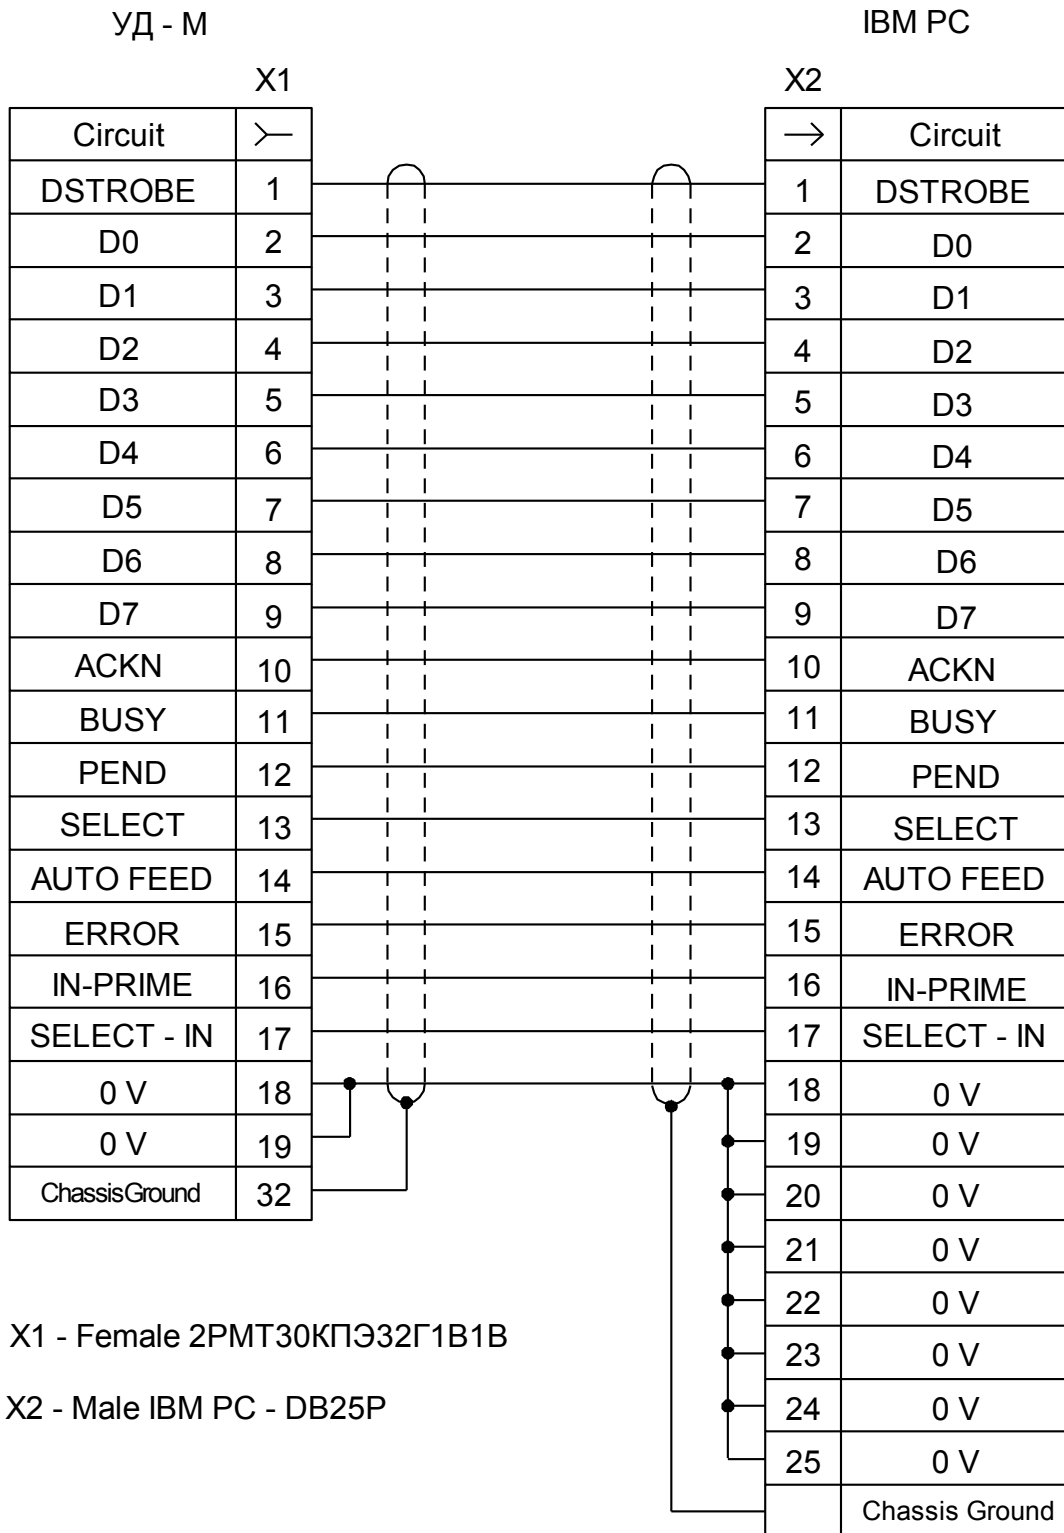 УД - М
IBM PC
X1
X2
Circuit
Circuit
DSTROBE 1
1 DSTROBE
D0 2
2 D0
D1 3
3 D1
D2 4
4 D2
D3 5
5 D3
D4 6
6 D4
D5 7
7 D5
D6 8
8 D6
D7 9
9 D7
ACKN 10
10 ACKN
BUSY 11
11 BUSY
PEND 12
12 PEND
SELECT 13
13 SELECT
AUTO FEED 14
14 AUTO FEED
ERROR 15
15 ERROR
IN-PRIME 16
16 IN-PRIME
SELECT - IN 17
17 SELECT - IN
0 V 18
18 0 V
0 V 19
19 0 V
ChassisGround 32
20 0 V
21 0 V
22 0 V
23 0 V
24 0 V
25 0 V
Chassis Ground
X1 - Female 2РМТ30КПЭ32Г1В1В
X2 - Male IBM PC - DB25P